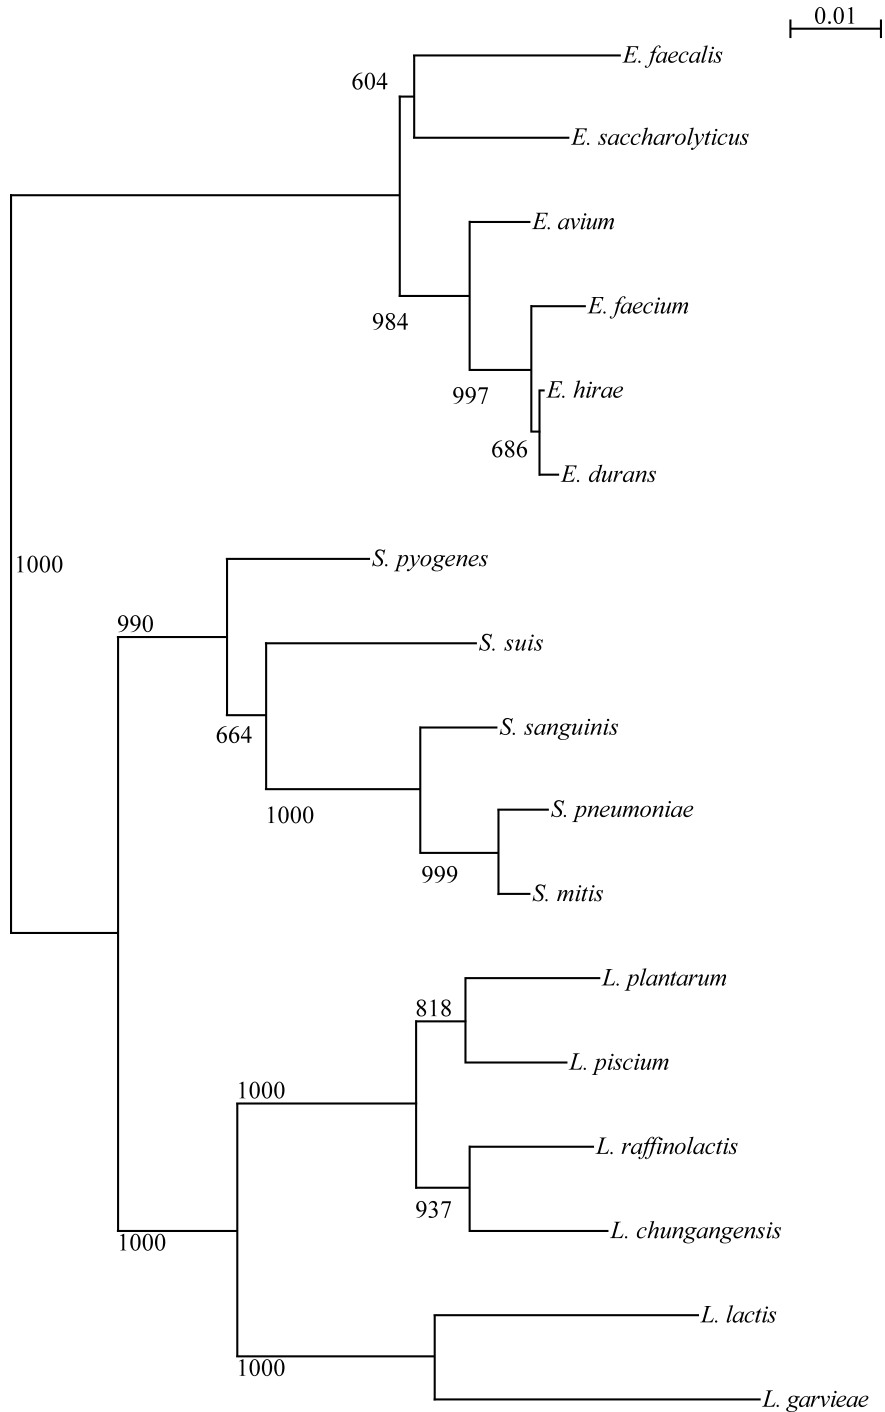 0.01
E. faecalis
604
E. saccharolyticus
E. avium
E. faecium
984
E. hirae
997
686
E. durans
S. pyogenes
1000
990
S. suis
S. sanguinis
664
S. pneumoniae
1000
999
S. mitis
L. plantarum
818
L. piscium
1000
L. raffinolactis
937
L. chungangensis
1000
L. lactis
1000
L. garvieae